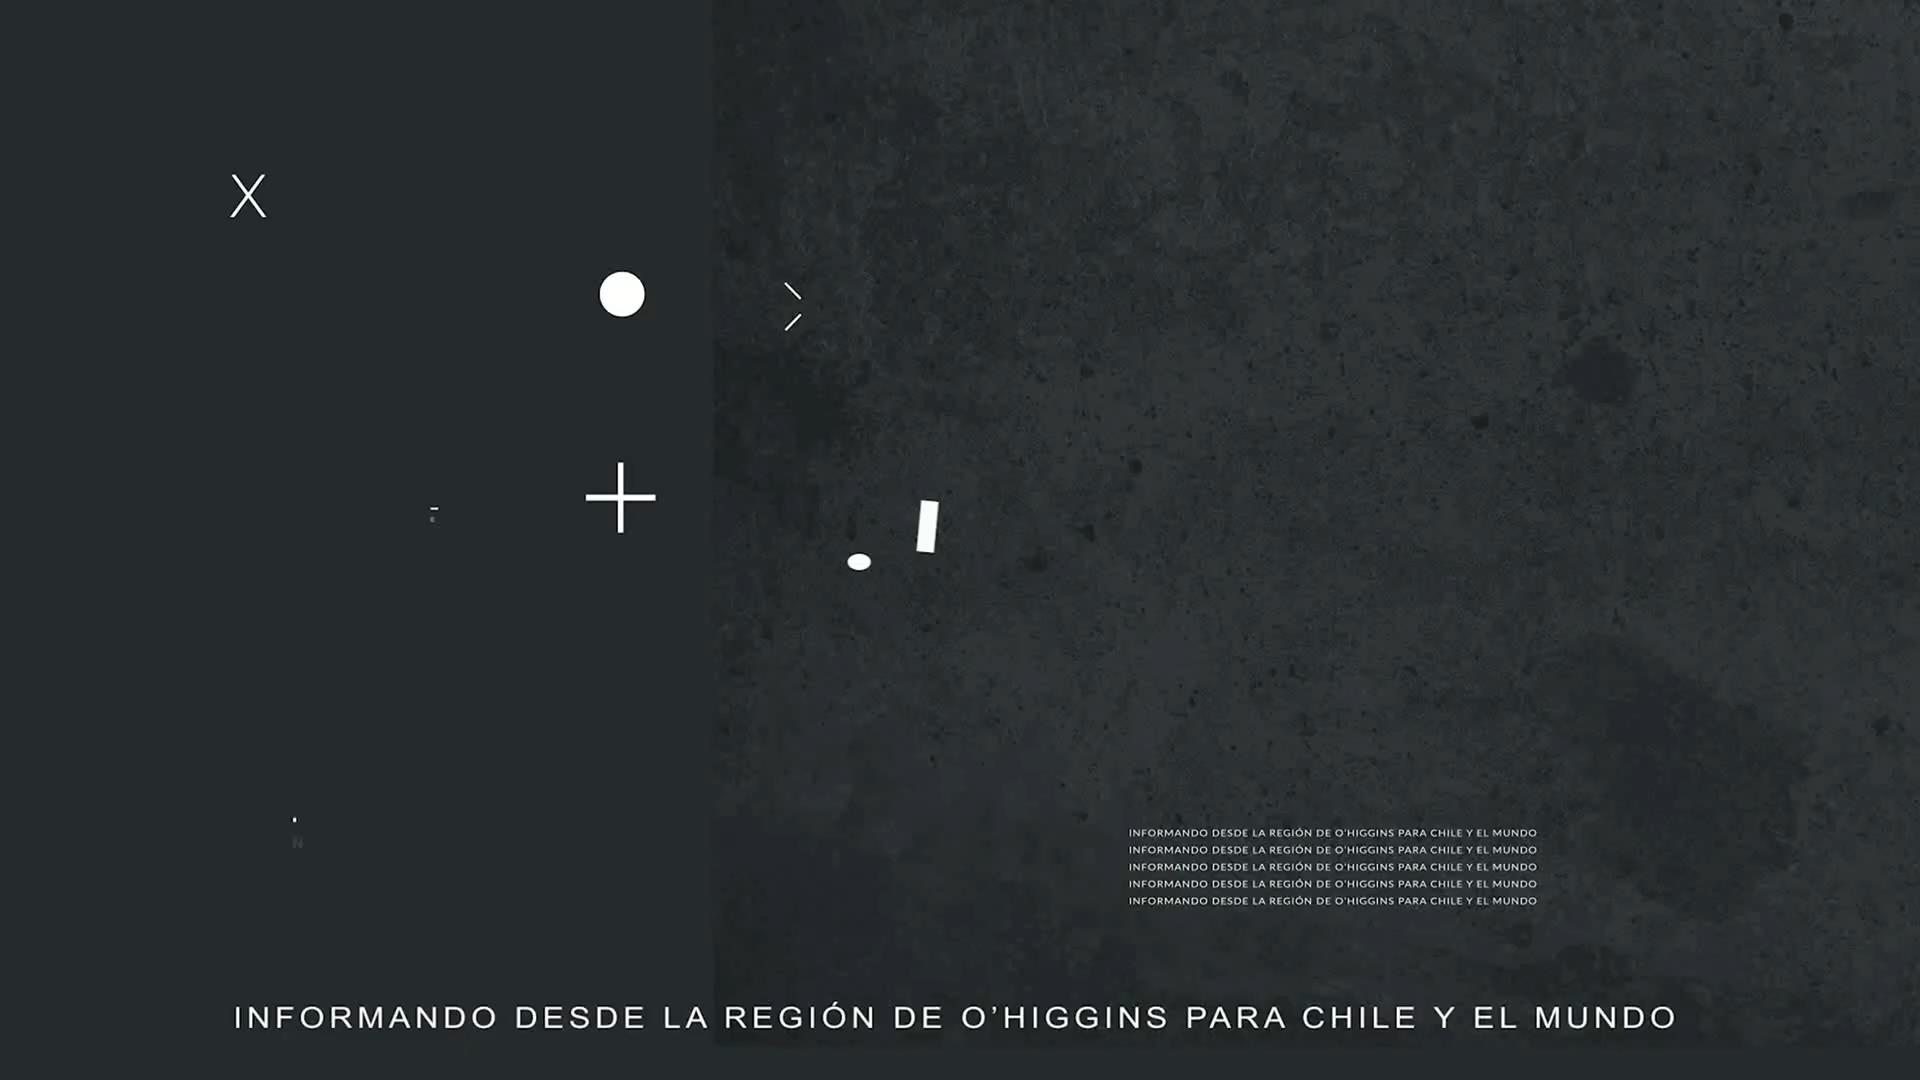 X
INFORMANDO DESDE LA REGIÓN DE O'HIGGINS PARA CHILE Y EL MUNDO
INFORMANDO DESDE LA REGIÓN DE O'HIGGINS PARA CHILE Y EL MUNDO
INFORMANDO DESDE LA REGIÓN DE O'HIGGINS PARA CHILE Y EL MUNDO
INFORMANDO DESDE LA REGIÓN DE O'HIGGINS PARA CHILE Y EL MUNDO
INFORMANDO DESDE LA REGIÓN DE O'HIGGINS PARA CHILE Y EL MUNDO
INFORMANDO DESDE LA REGIÓN DE O’HIGGINS PARA CHILE Y EL MUNDO